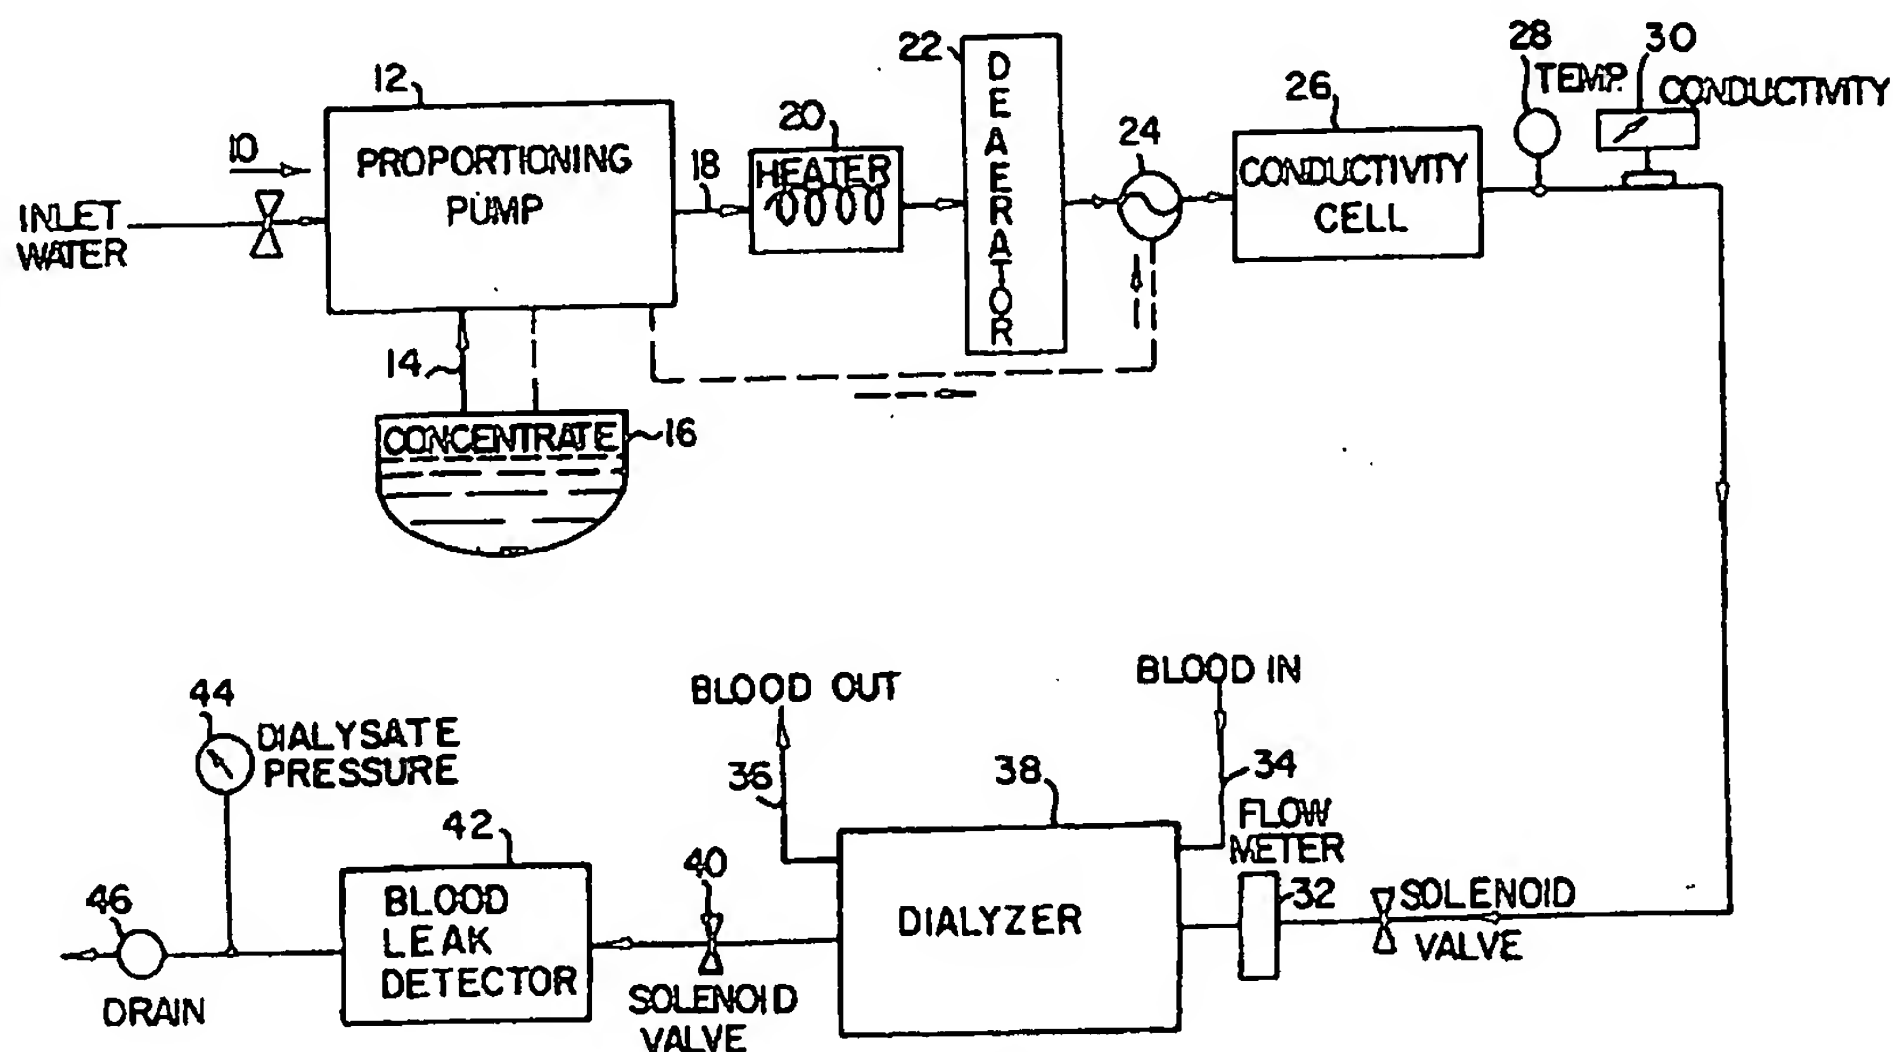 12
PROPORTIONING
PUMP
10
INLET
WATER
14
CONCENTRATE
16
18
20
HEATER
22
DEAERATOR
24
26
CONDUCTIVITY
CELL
28
TEMP.
30
CONDUCTIVITY
44
DIALYSATE
PRESSURE
46
DRAIN
42
BLOOD
LEAK
DETECTOR
40
SOLENOID
VALVE
BLOOD OUT
36
38
DIALYZER
BLOOD IN
34
FLOW
METER
32
SOLENOID
VALVE